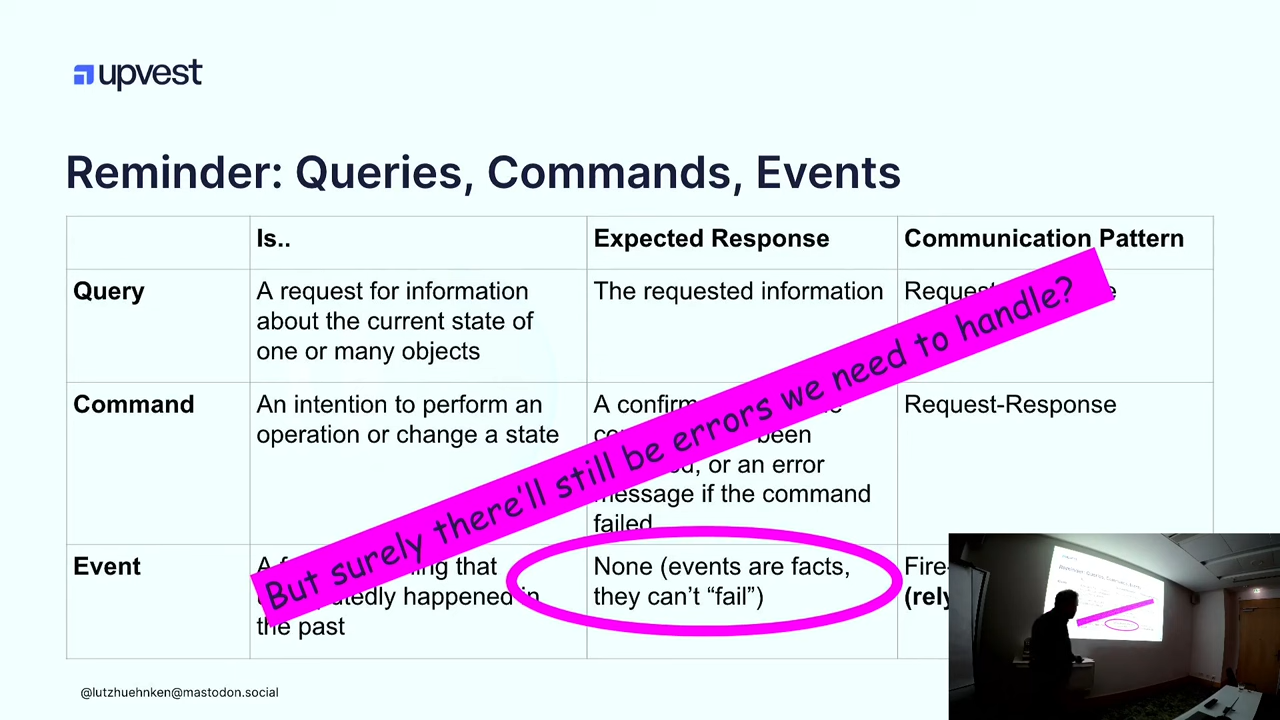 upvest
Reminder: Queries, Commands, Events
Is..
Expected Response
Communication Pattern
Query
A request for information
about the current state of
one or many objects
The requested information
Command
An intention to perform an
operation or change a state
A
been
, or an error
message if the command
failed
Request-Response
But surely there'll still be errors we need to handle?
Event
A that
happened in
the past
None (events are facts,
they can't “fail”)
(rely
@lutzhuehnken@mastodon.social